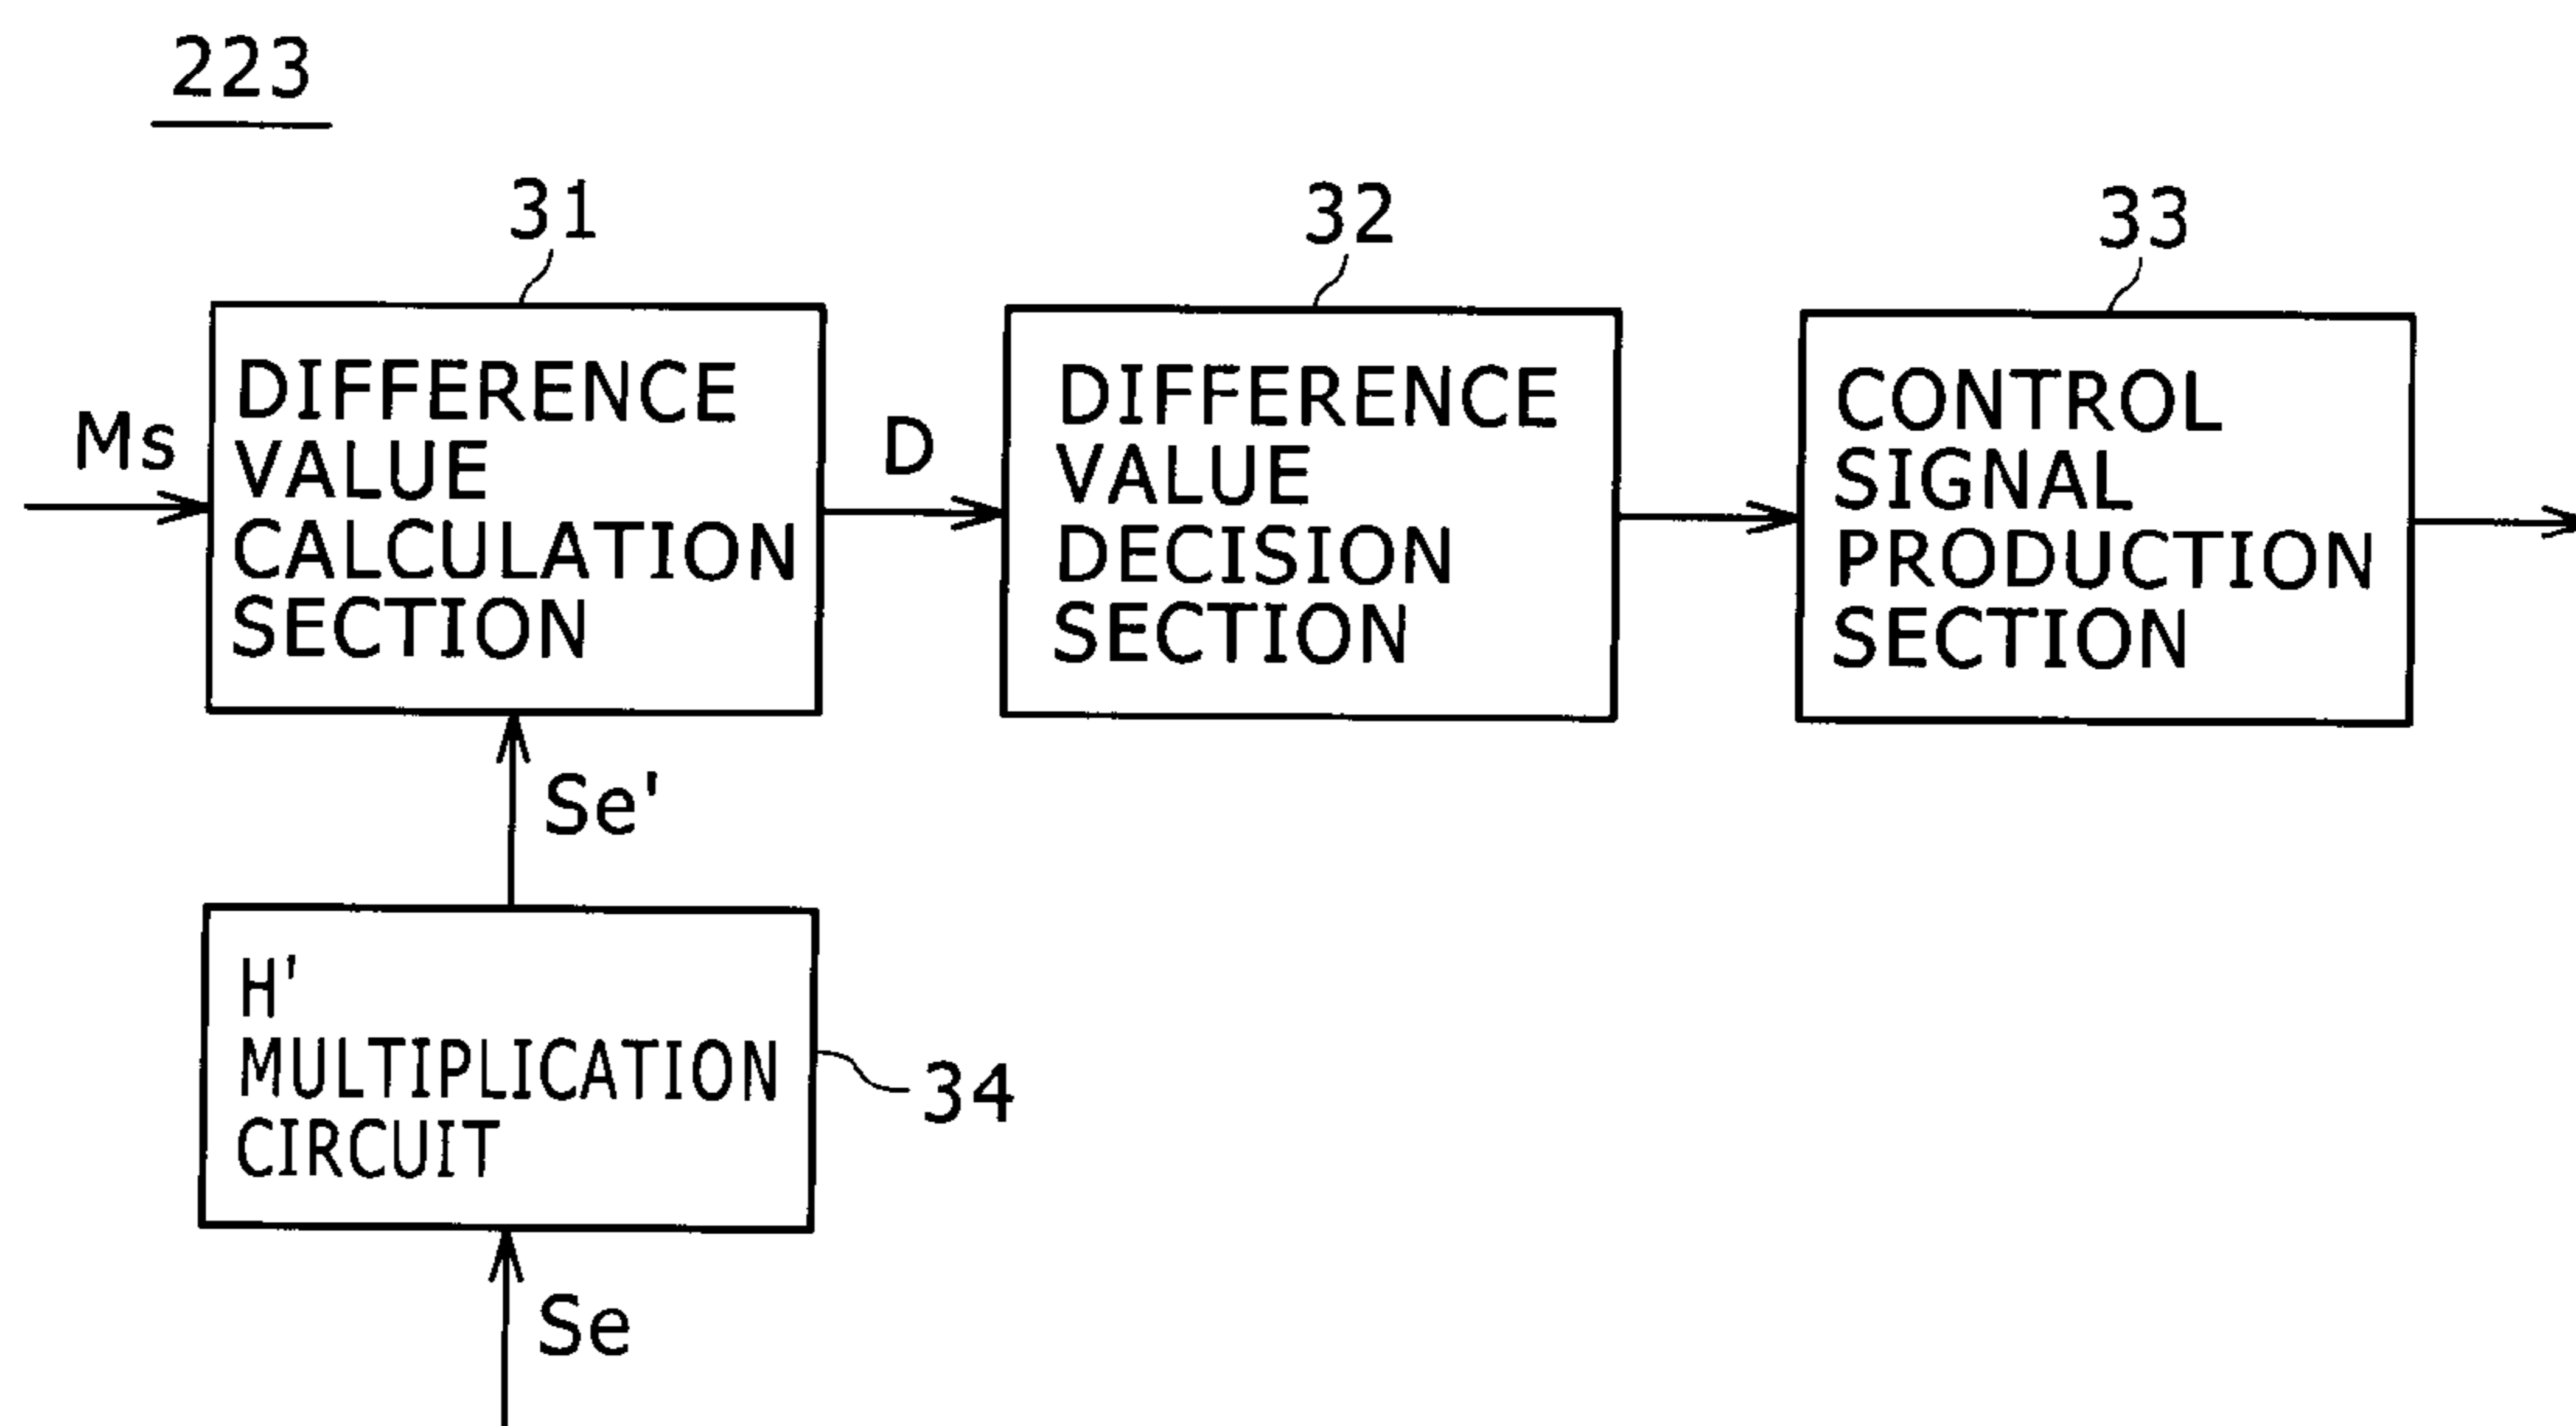 223
31
32
33
Ms
DIFFERENCE
VALUE
CALCULATION
SECTION
D
DIFFERENCE
VALUE
DECISION
SECTION
CONTROL
SIGNAL
PRODUCTION
SECTION
Se'
H'
MULTIPLICATION
CIRCUIT
34
Se